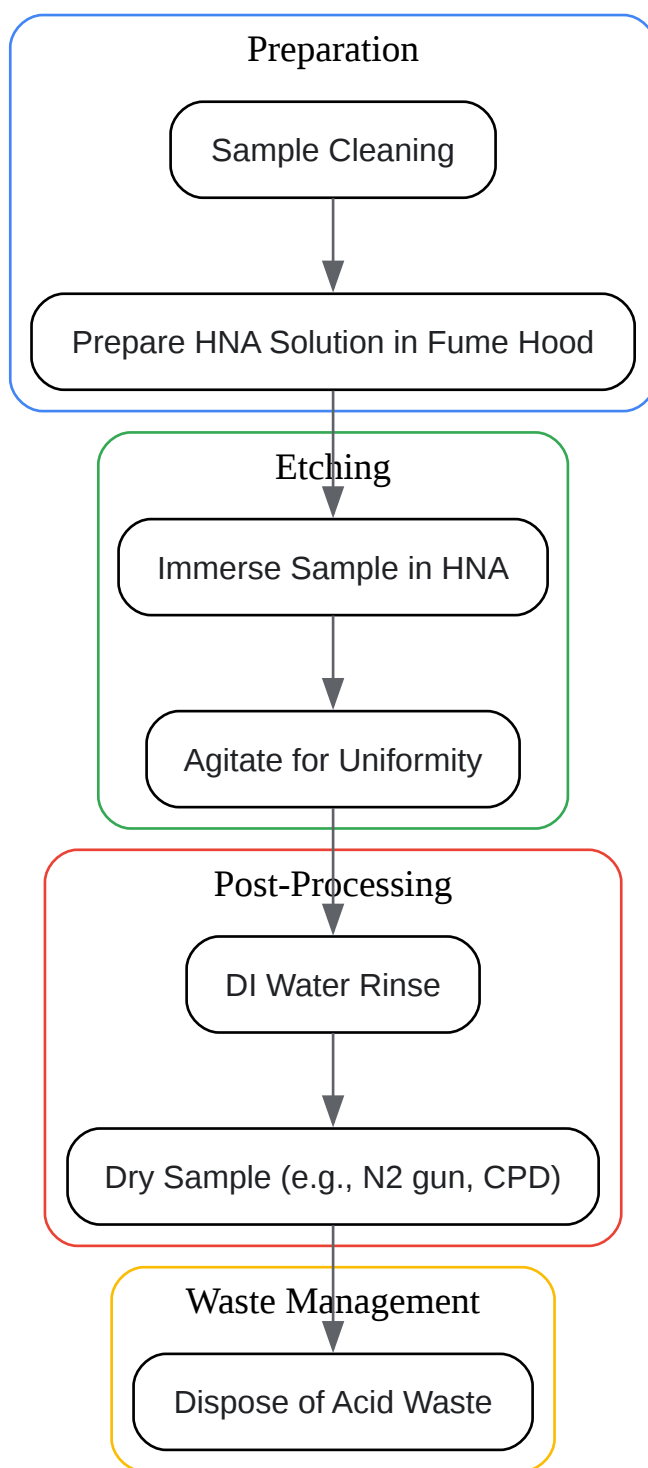 Preparation
Sample Cleaning
Prepare HNA Solution in Fume Hood
Etching
Immerse Sample in HNA
Agitate for Uniformity
Post-Processing
DI Water Rinse
Dry Sample (e.g., N2 gun, CPD)
Waste Management
Dispose of Acid Waste